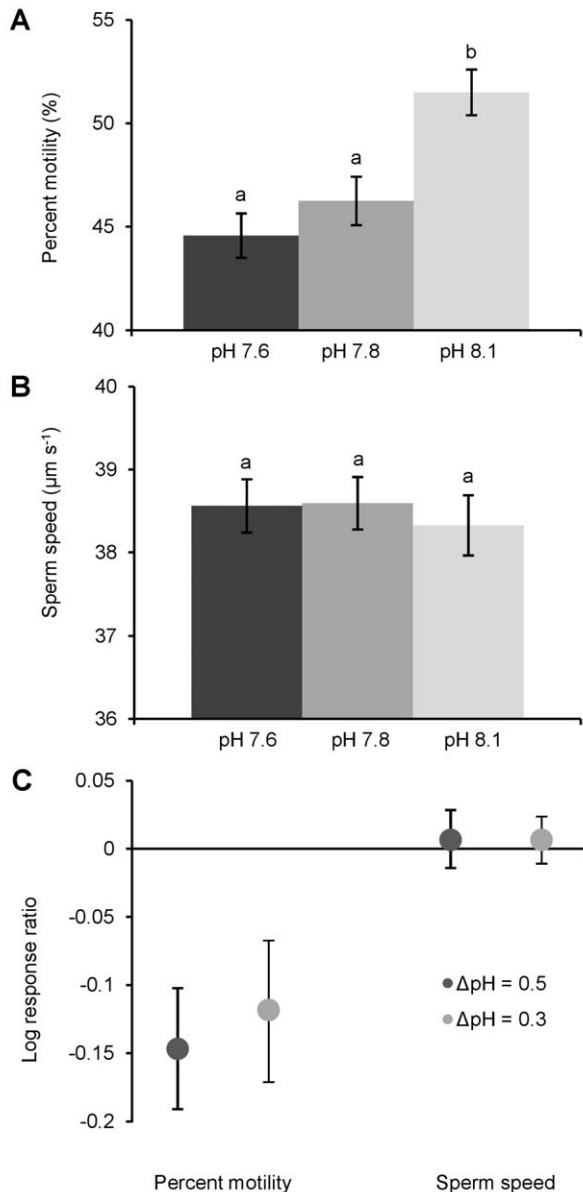 A
55
50
45
40
Percent motility (%)
a
a
b
pH 7.6
pH 7.8
pH 8.1
B
40
39
38
37
36
Sperm speed (µm s⁻¹)
a
a
a
pH 7.6
pH 7.8
pH 8.1
C
0.05
0
-0.05
-0.1
-0.15
-0.2
Log response ratio
ΔpH = 0.5
ΔpH = 0.3
Percent motility
Sperm speed